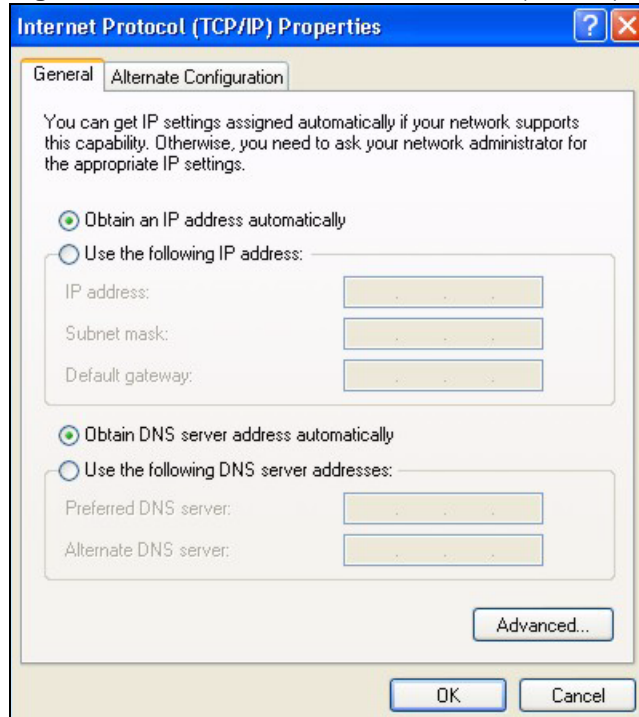 Internet Protocol (TCP/IP) Properties
General
Alternate Configuration
You can get IP settings assigned automatically if your network supports
this capability. Otherwise, you need to ask your network administrator for
the appropriate IP settings.
Obtain an IP address automatically
Use the following IP address:
IP address:
Subnet mask:
Default gateway:
Obtain DNS server address automatically
Use the following DNS server addresses:
Preferred DNS server:
Alternate DNS server:
Advanced...
OK
Cancel